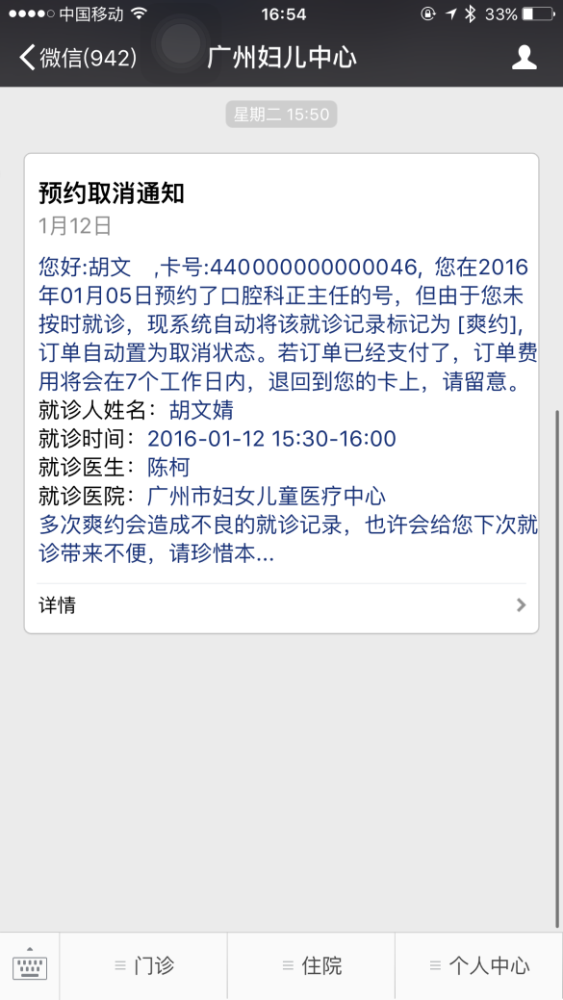 中国移动 16:54 33%
微信(942) 广州妇儿中心
星期二 15:50
预约取消通知
1月12日
您好:胡文 ,卡号:440000000000046, 您在2016
年01月05日预约了口腔科正主任的号，但由于您未
按时就诊，现系统自动将该就诊记录标记为 [爽约],
订单自动置为取消状态。若订单已经支付了，订单费
用将会在7个工作日内，退回到您的卡上，请留意。
就诊人姓名：胡文婧
就诊时间：2016-01-12 15:30-16:00
就诊医生：陈柯
就诊医院：广州市妇女儿童医疗中心
多次爽约会造成不良的就诊记录，也许会给您下次就
诊带来不便，请珍惜本...
详情
门诊 住院 个人中心